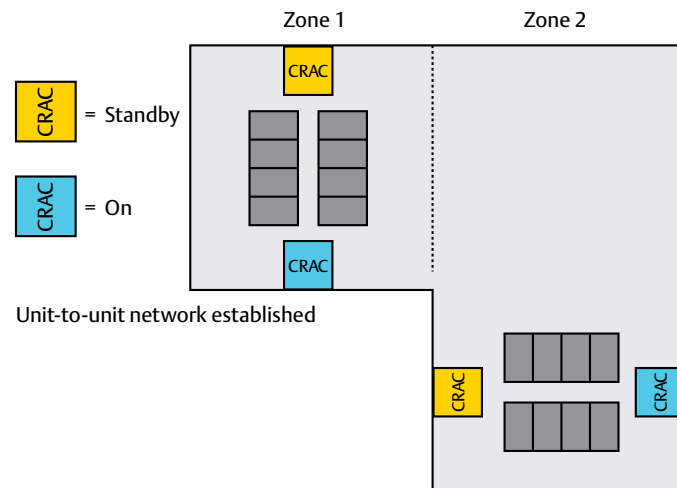 Zone 1
Zone 2
CRAC
CRAC
= Standby
CRAC
= On
CRAC
Unit-to-unit network established
CRAC
CRAC